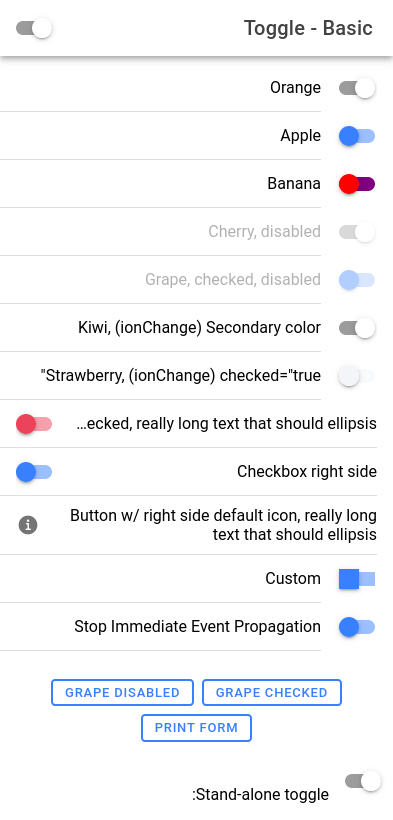 Toggle - Basic
Orange
Apple
Banana
Cherry, disabled
Grape, checked, disabled
Kiwi, (ionChange) Secondary color
"Strawberry, (ionChange) checked="true
...ecked, really long text that should ellipsis
Checkbox right side
Button w/ right side default icon, really long
text that should ellipsis
Custom
Stop Immediate Event Propagation
GRAPE DISABLED GRAPE CHECKED
PRINT FORM
:Stand-alone toggle